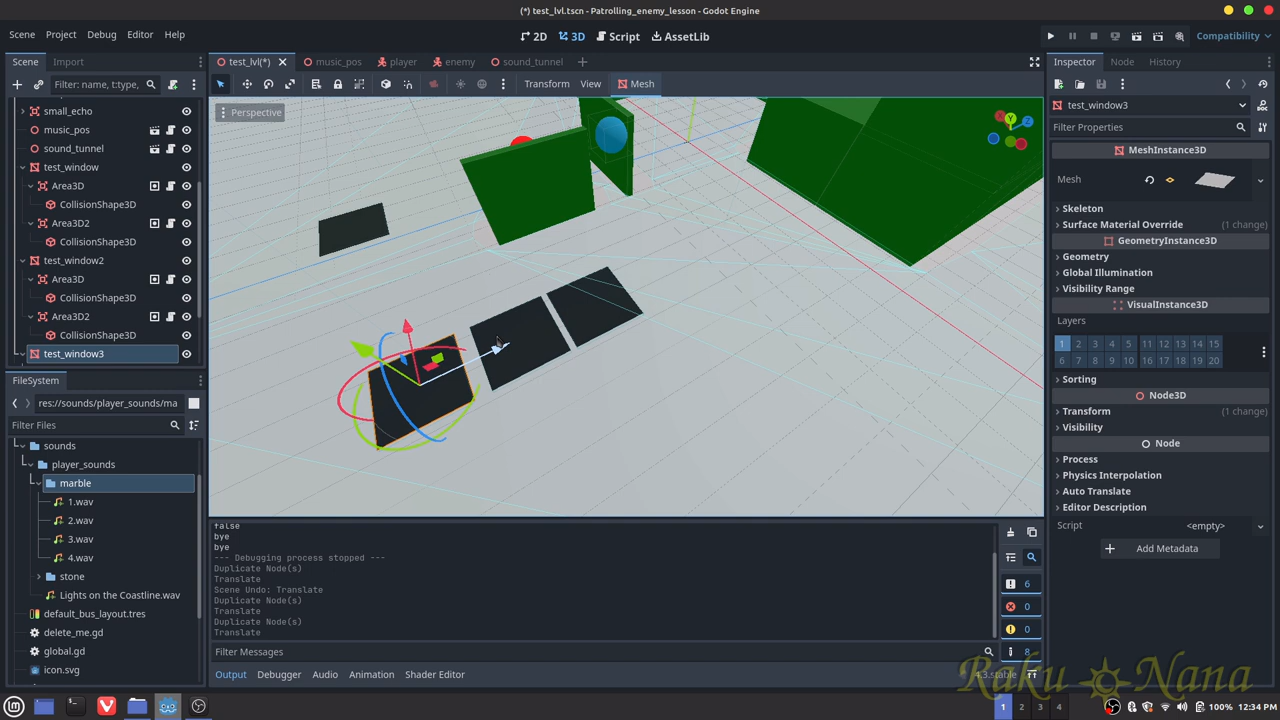 (*) test_lvl.tscn - Patrolling_enemy_lesson - Godot Engine
Scene Project Debug Editor Help
2D 3D Script AssetLib
Compatibility
Scene Import
test_lvl(*) music_pos player enemy sound_tunnel
Inspector Node History
Filter: name, t:type,
Transform View Mesh
Perspective
small_echo
music_pos
sound_tunnel
test_window
Area3D
CollisionShape3D
Area3D2
CollisionShape3D
test_window2
Area3D
CollisionShape3D
Area3D2
CollisionShape3D
test_window3
FileSystem
res://sounds/player_sounds/ma
Filter Files
sounds
player_sounds
marble
1.wav
2.wav
3.wav
4.wav
stone
Lights on the Coastline.wav
default_bus_layout.tres
delete_me.gd
global.gd
icon.svg
Y
Z
X
false
bye
bye
--- Debugging process stopped ---
Duplicate Node(s)
Translate
Scene Undo: Translate
Duplicate Node(s)
Translate
Duplicate Node(s)
Translate
6
0
0
8
Filter Messages
Output Debugger Audio Animation Shader Editor
4.3.stable
test_window3
Filter Properties
MeshInstance3D
Mesh
Skeleton
Surface Material Override (1 change)
GeometryInstance3D
Geometry
Global Illumination
Visibility Range
VisualInstance3D
Layers
1 2 3 4 5 11 12 13 14 15
6 7 8 9 10 16 17 18 19 20
Sorting
Node3D
Transform (1 change)
Visibility
Node
Process
Physics Interpolation
Auto Translate
Editor Description
Script <empty>
Add Metadata
Raku Nana
1 2 3 4
100% 12:34 PM